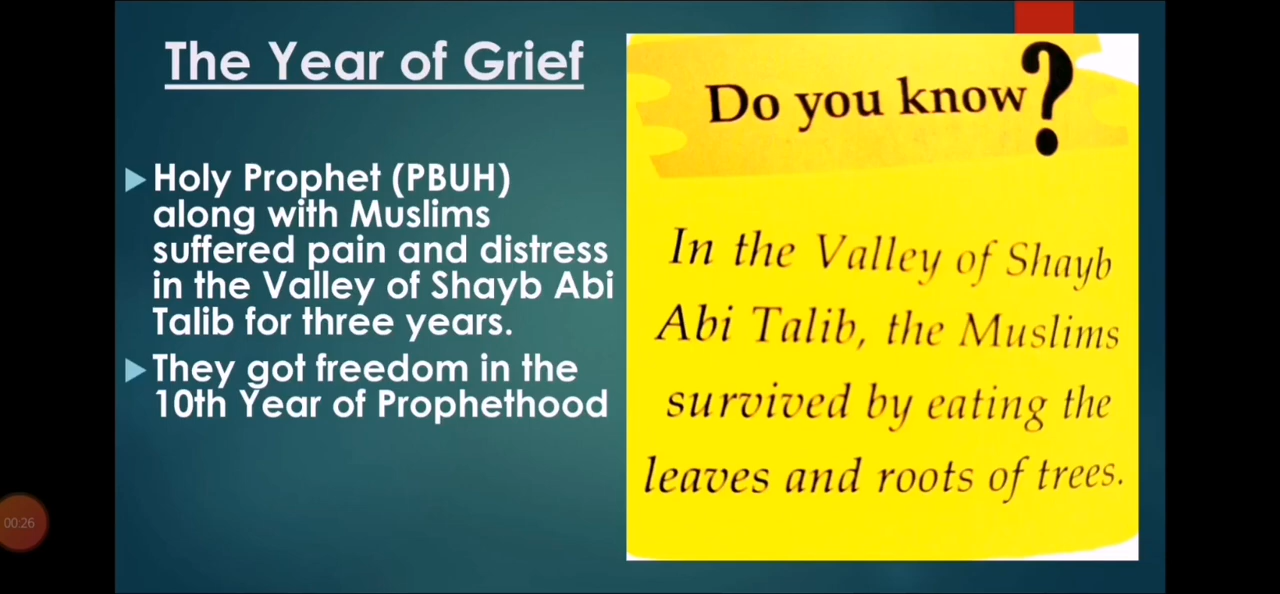 The Year of Grief
Holy Prophet (PBUH)
along with Muslims
suffered pain and distress
in the Valley of Shayb Abi
Talib for three years.
They got freedom in the
10th Year of Prophethood
Do you know?
In the Valley of Shayb
Abi Talib, the Muslims
survived by eating the
leaves and roots of trees.
00:26